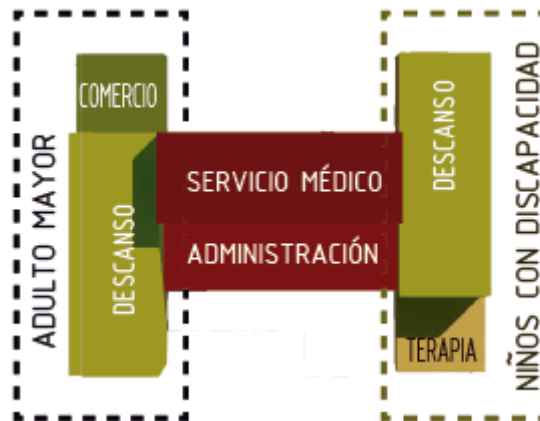 ADULTO MAYOR
COMERCIO
DESCANSO
SERVICIO MÉDICO
ADMINISTRACIÓN
DESCANSO
TERAPIA
NIÑOS CON DISCAPACIDAD